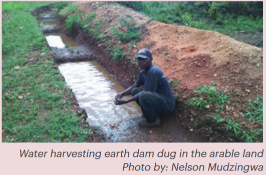 Water harvesting earth dam dug in the arable land
Photo by: Nelson Mudzingwa